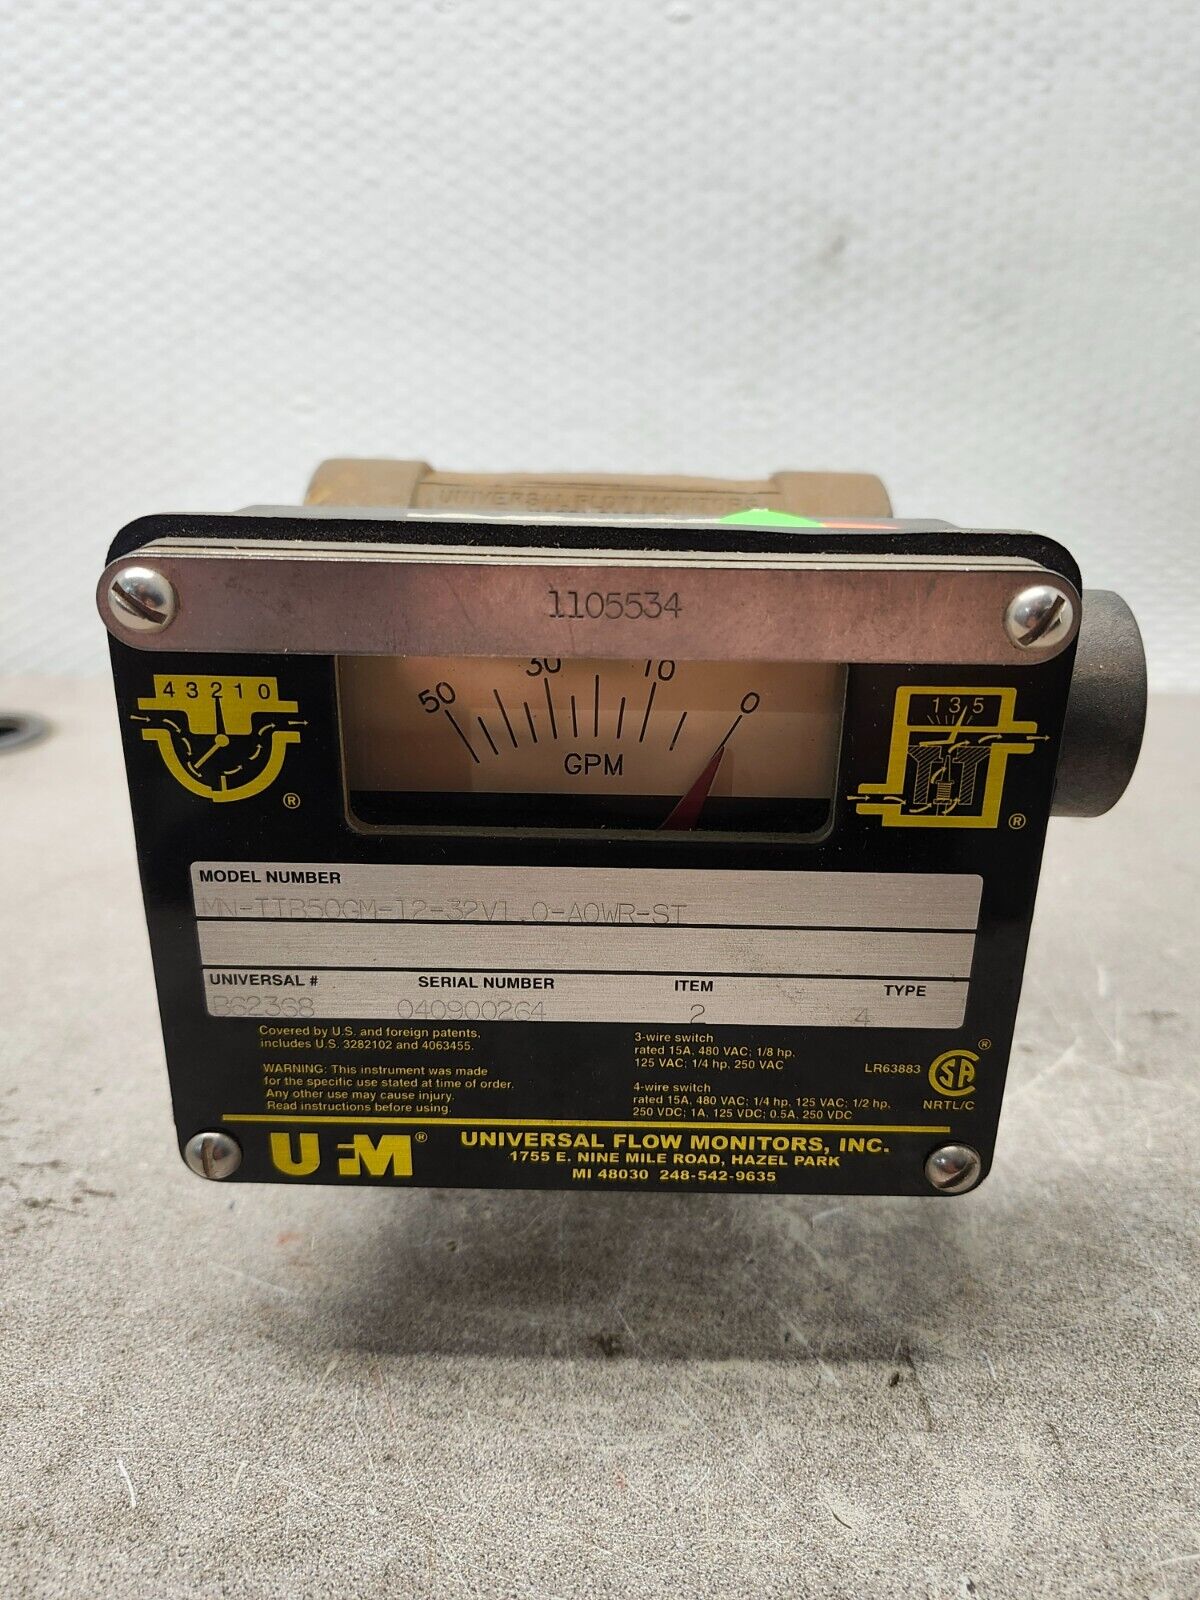 UNIVERSAL FLOW MONITORS
1105534
4 3 2 1 0
50 30 10 0
GPM
1 3 5
®
®
MODEL NUMBER
MN-TTB50GM-12-32V1.0-A0WR-ST
UNIVERSAL # SERIAL NUMBER ITEM TYPE
B62368 040900264 2 4
Covered by U.S. and foreign patents,
includes U.S. 3282102 and 4063455.
WARNING: This instrument was made
for the specific use stated at time of order.
Any other use may cause injury.
Read instructions before using.
3-wire switch
rated 15A, 480 VAC; 1/8 hp,
125 VAC; 1/4 hp, 250 VAC
4-wire switch
rated 15A, 480 VAC; 1/4 hp, 125 VAC; 1/2 hp,
250 VDC; 1A, 125 VDC; 0.5A, 250 VDC
LR63883 SA ®
NRTL/C
UFM ®
UNIVERSAL FLOW MONITORS, INC.
1755 E. NINE MILE ROAD, HAZEL PARK
MI 48030 248-542-9635